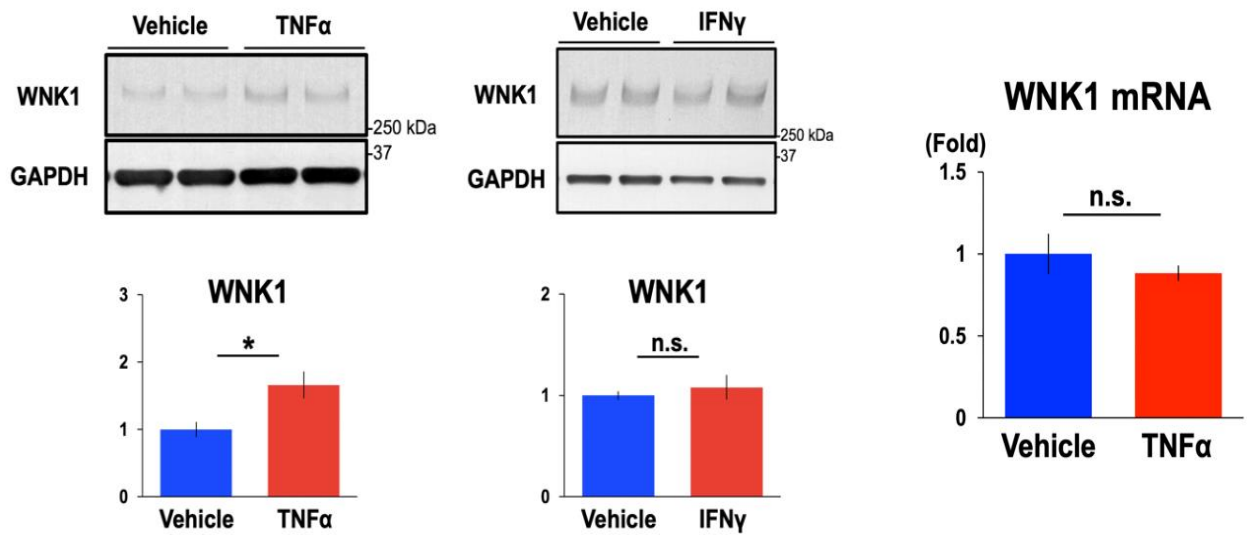 Vehicle TNFα
WNK1
-250 kDa
-37
GAPDH
Vehicle IFNγ
WNK1
-250 kDa
-37
GAPDH
WNK1
3
2
1
0
*
Vehicle TNFα
WNK1
2
1
0
n.s.
Vehicle IFNγ
WNK1 mRNA
(Fold)
1.5
1
0.5
0
n.s.
Vehicle TNFα